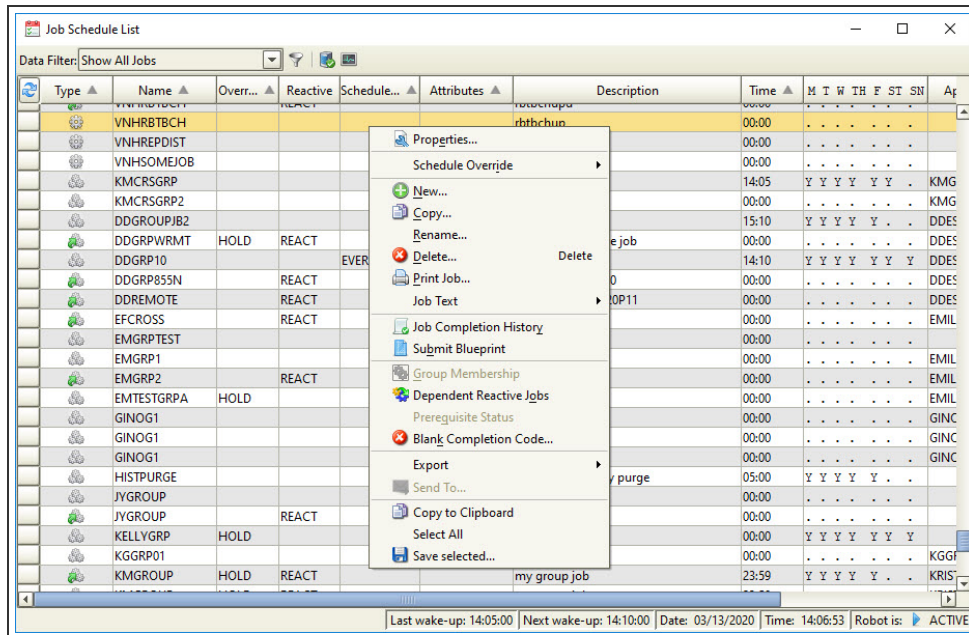 Job Schedule List
Data Filter: Show All Jobs
Type Name Overr... Reactive Schedule... Attributes Description Time M T W TH F ST SN Ap
VNHRBTBCH rbtbchup 00:00 . . . . . . .
VNHREPDIST 00:00 . . . . . . .
VNHSOMEJOB 00:00 . . . . . . .
KMCRSGRP 14:05 Y Y Y Y Y Y . KMG
KMCRSGRP2 00:00 . . . . . . . KMG
DDGROUPJB2 15:10 Y Y Y Y Y . . DDES
DDGRPWRMT HOLD REACT e job 00:00 . . . . . . . DDES
DDGRP10 EVER 14:10 Y Y Y Y Y Y Y DDES
DDGRP855N REACT 0 00:00 . . . . . . . DDES
DDREMOTE REACT 20P11 00:00 . . . . . . . DDES
EFCROSS REACT 00:00 . . . . . . . EMIL
EMGRPTEST 00:00 . . . . . . .
EMGRP1 00:00 . . . . . . . EMIL
EMGRP2 REACT 00:00 . . . . . . . EMIL
EMTESTGRPA HOLD 00:00 . . . . . . . EMIL
GINOG1 00:00 . . . . . . . GINO
GINOG1 00:00 . . . . . . . GINO
GINOG1 00:00 . . . . . . . GINO
HISTPURGE y purge 05:00 Y Y Y Y Y . .
JYGROUP 00:00 . . . . . . .
JYGROUP REACT 00:00 . . . . . . .
KELLYGRP HOLD 00:00 Y Y Y Y Y Y Y
KGGRP01 00:00 . . . . . . . KGGF
KMGROUP HOLD REACT my group job 23:59 Y Y Y Y Y . . KRIS
Properties...
Schedule Override
New...
Copy...
Rename...
Delete... Delete
Print Job...
Job Text
Job Completion History
Submit Blueprint
Group Membership
Dependent Reactive Jobs
Prerequisite Status
Blank Completion Code...
Export
Send To...
Copy to Clipboard
Select All
Save selected...
Last wake-up: 14:05:00 Next wake-up: 14:10:00 Date: 03/13/2020 Time: 14:06:53 Robot is: ACTIVE